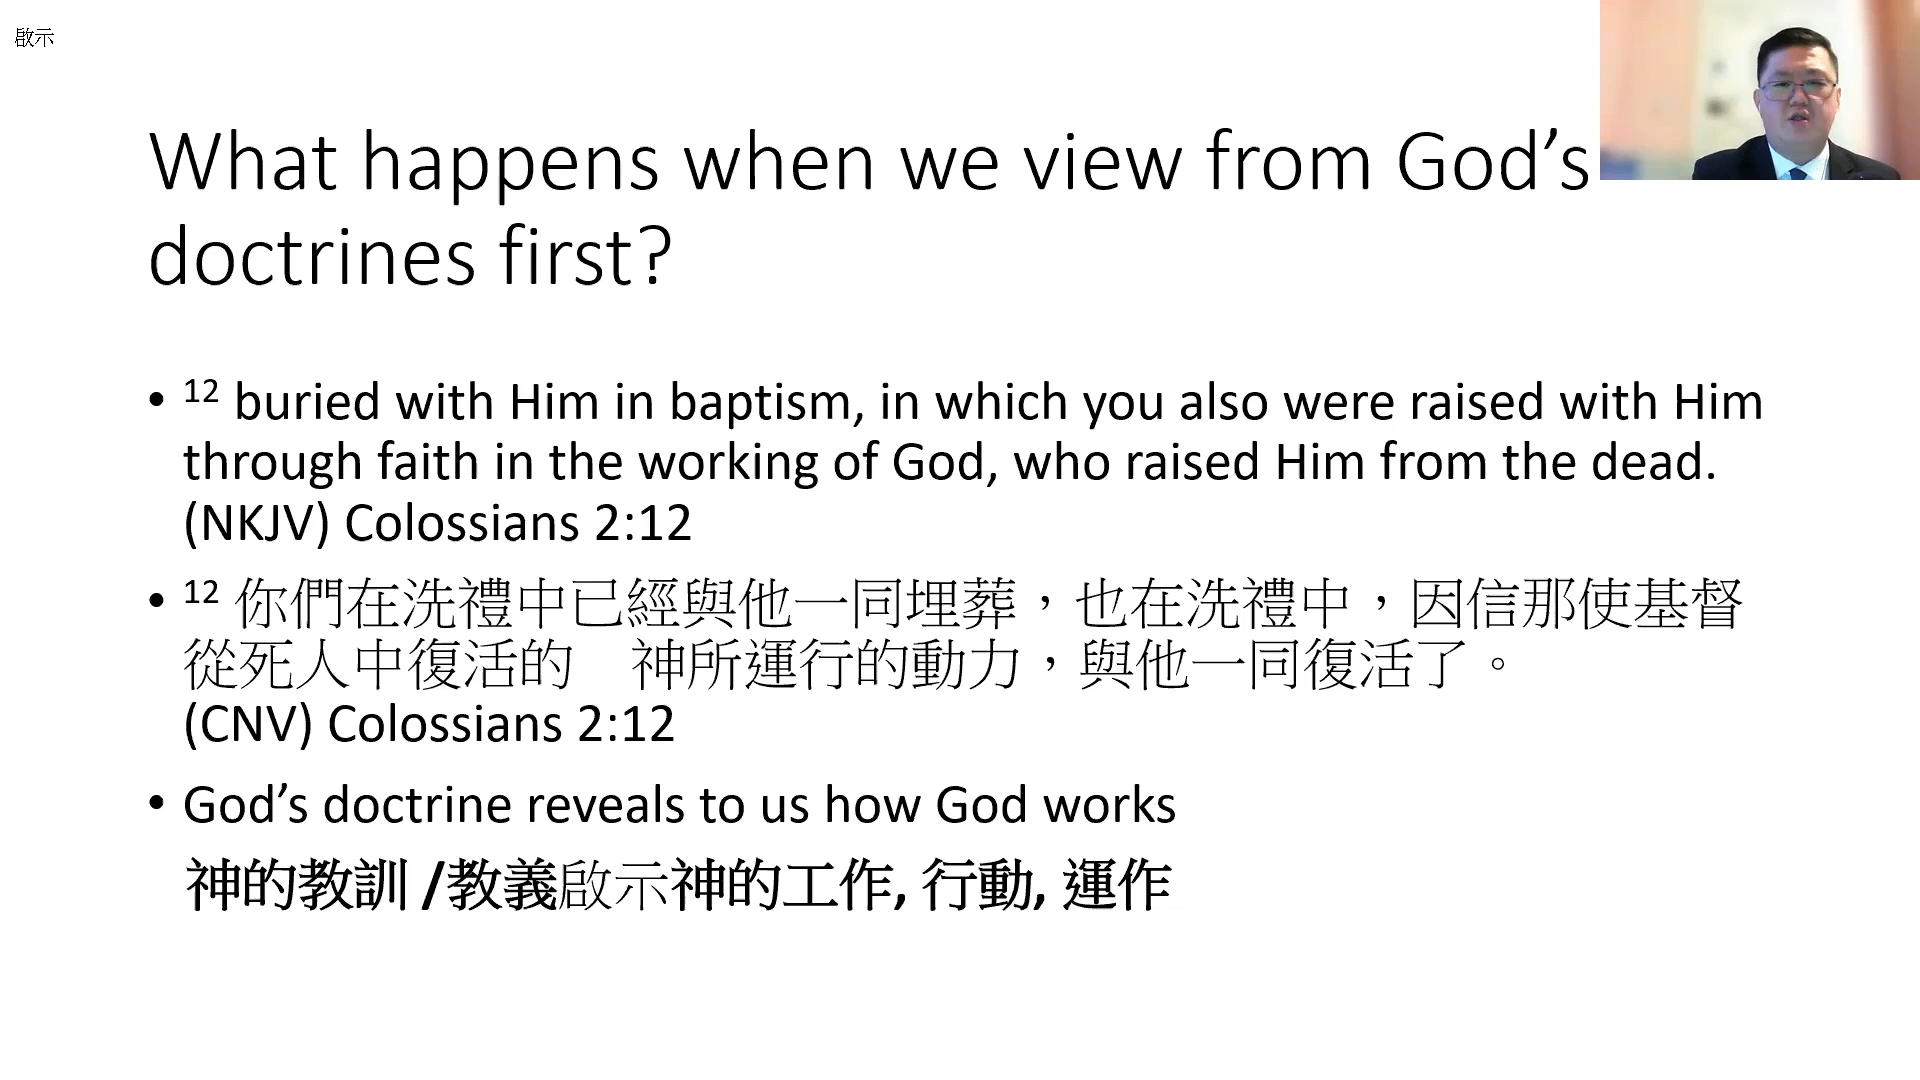 啟示
What happens when we view from God’s
doctrines first?
• 12 buried with Him in baptism, in which you also were raised with Him
through faith in the working of God, who raised Him from the dead.
(NKJV) Colossians 2:12
• 12 你們在洗禮中已經與他一同埋葬，也在洗禮中，因信那使基督
從死人中復活的　神所運行的動力，與他一同復活了。
(CNV) Colossians 2:12
• God’s doctrine reveals to us how God works
神的教訓 /教義啟示神的工作, 行動, 運作